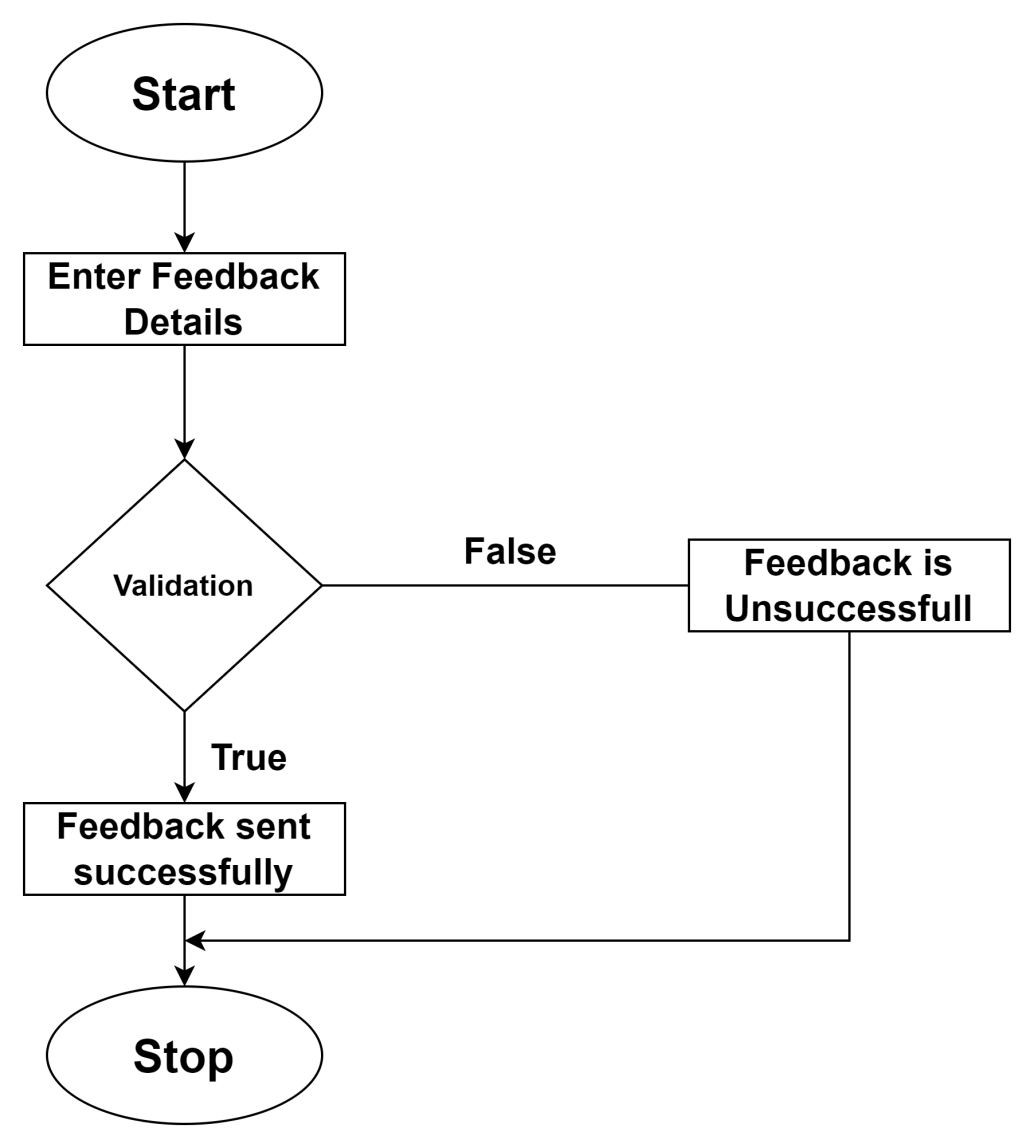 Start
Enter Feedback
Details
Validation
False
Feedback is
Unsuccessfull
True
Feedback sent
successfully
Stop